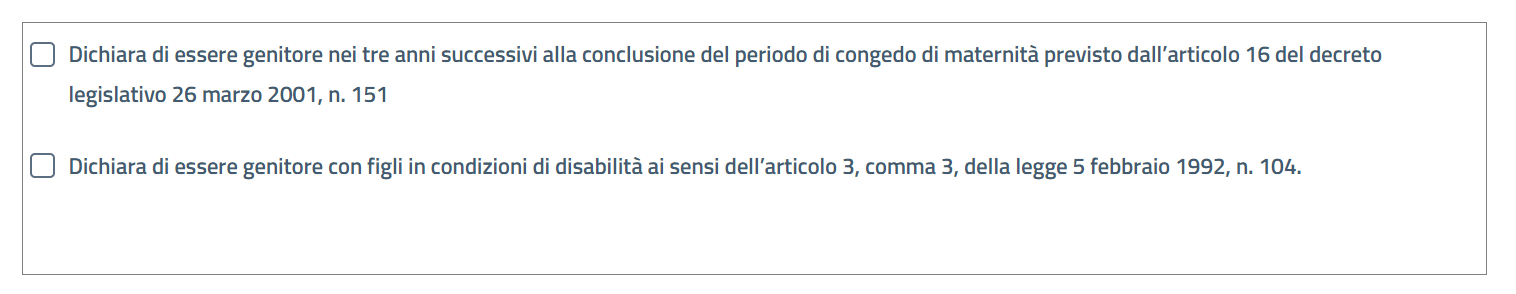 Dichiara di essere genitore nei tre anni successivi alla conclusione del periodo di congedo di maternità previsto dall’articolo 16 del decreto
legislativo 26 marzo 2001, n. 151
Dichiara di essere genitore con figli in condizioni di disabilità ai sensi dell’articolo 3, comma 3, della legge 5 febbraio 1992, n. 104.